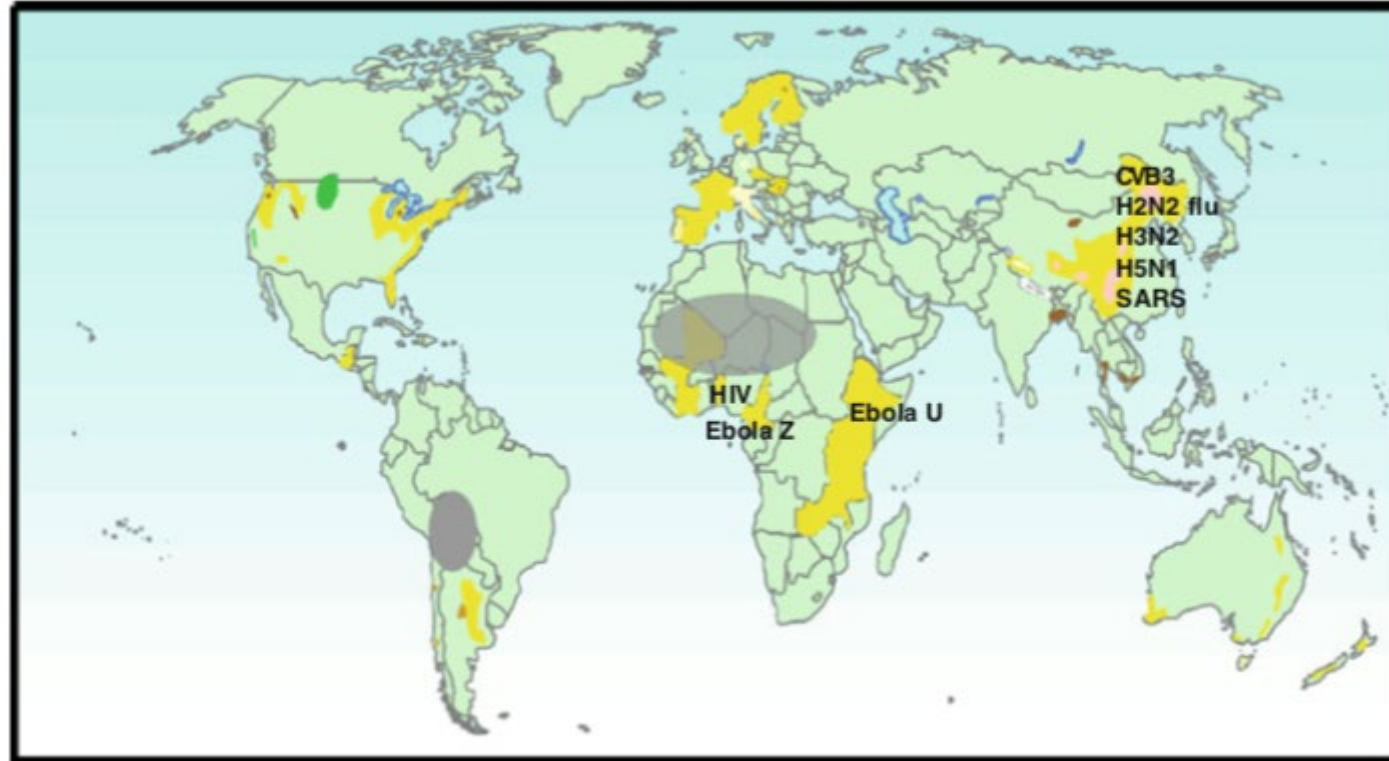 CVB3
H2N2 flu
H3N2
H5N1
SARS
HIV
Ebola Z
Ebola U